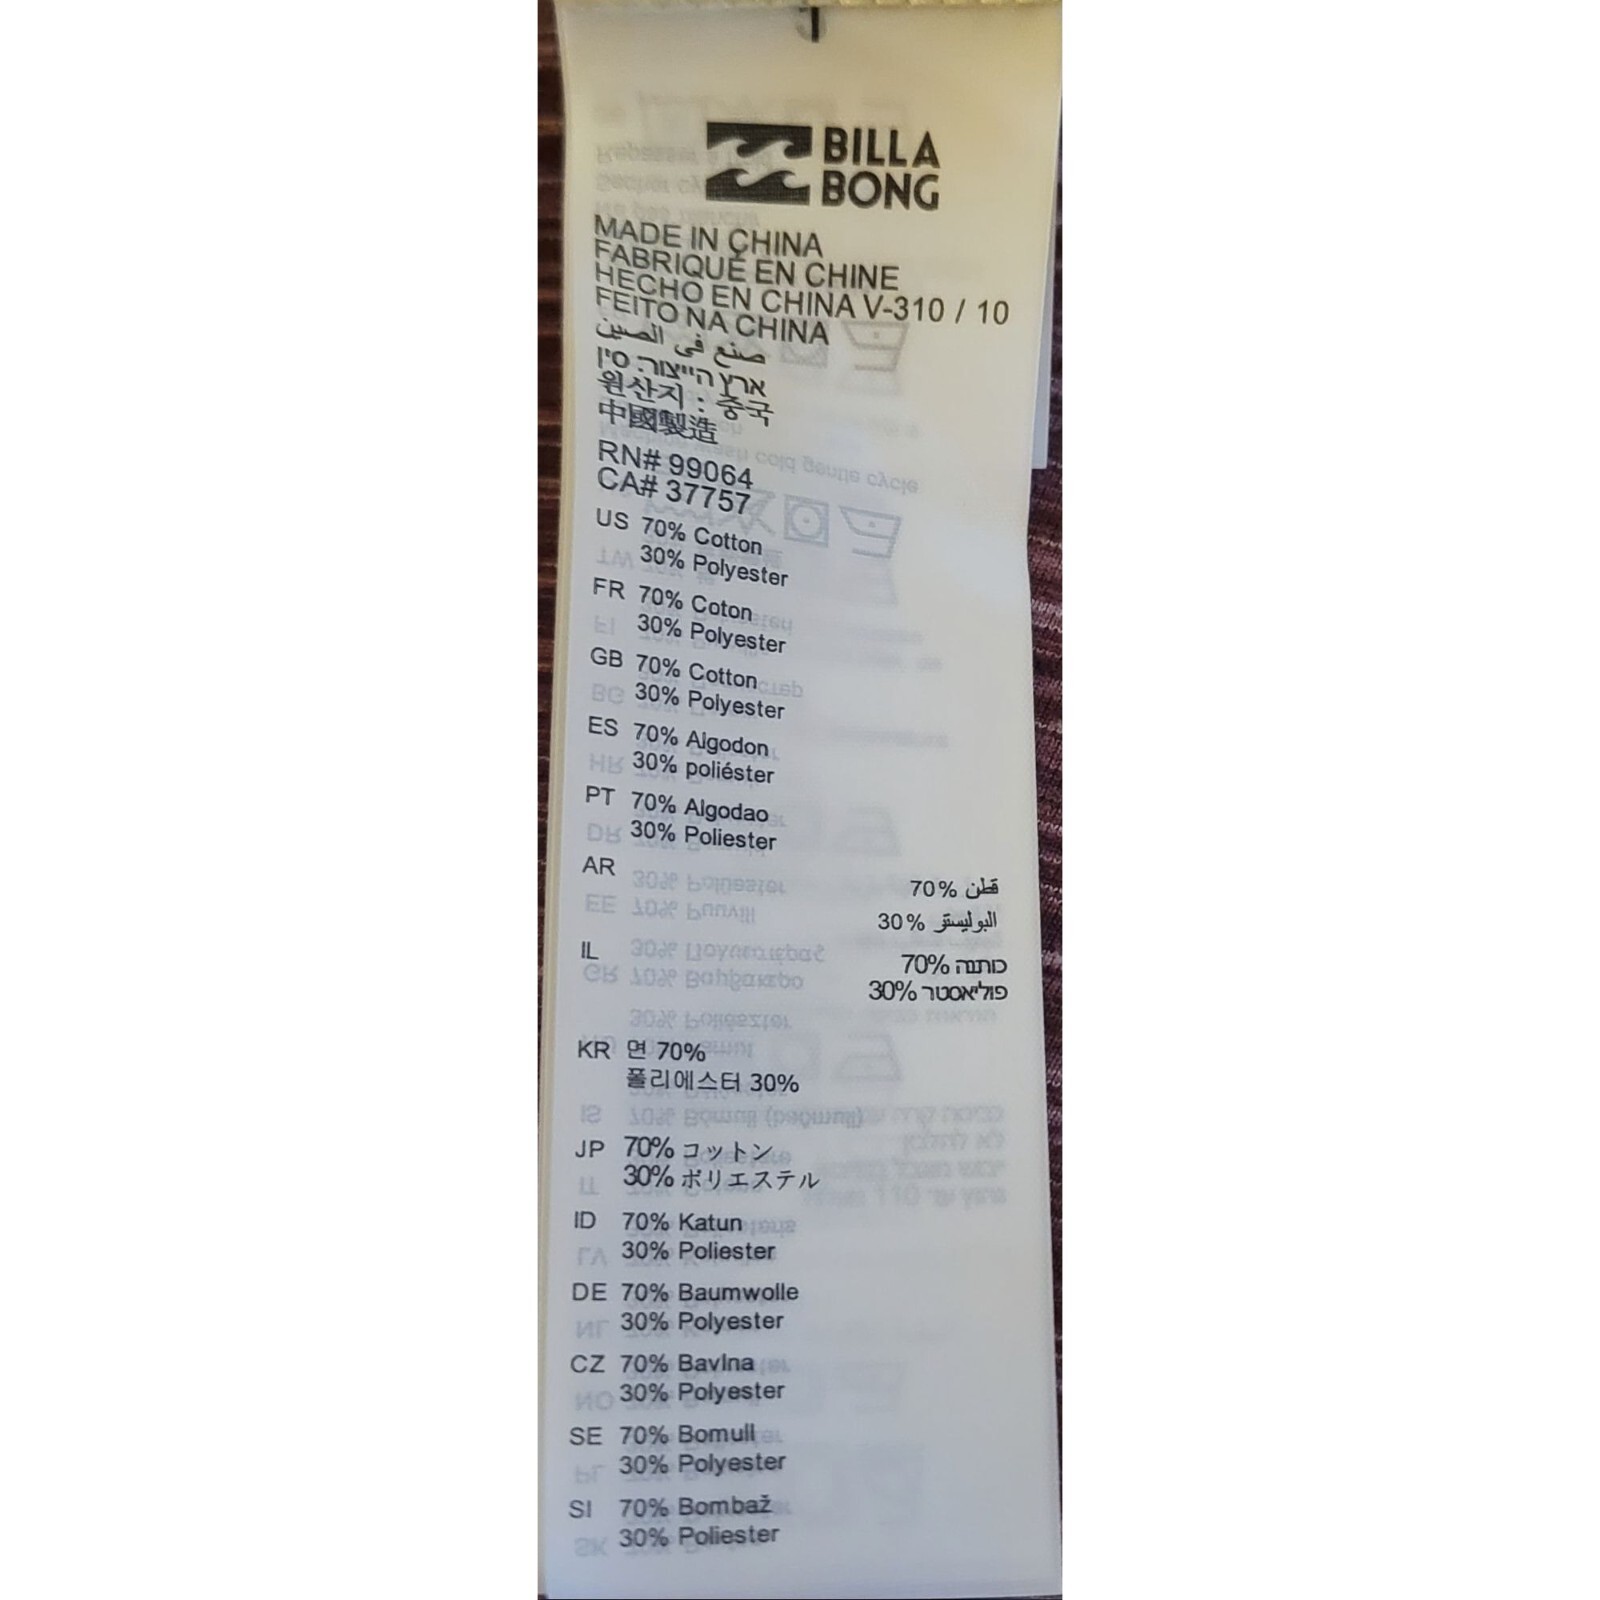 BILLA
BONG
MADE IN CHINA
FABRIQUÉ EN CHINE
HECHO EN CHINA V-310 / 10
FEITO NA CHINA
صنع في الصين
ארץ הייצור: סין
원산지 : 중국
中國製造
RN# 99064
CA# 37757
US 70% Cotton
30% Polyester
FR 70% Coton
30% Polyester
GB 70% Cotton
30% Polyester
ES 70% Algodon
30% poliéster
PT 70% Algodao
30% Poliester
AR 70% قطن
30% البوليستر
IL 70% כותנה
30% פוליאסטר
KR 면 70%
폴리에스터 30%
JP 70% コットン
30% ポリエステル
ID 70% Katun
30% Poliester
DE 70% Baumwolle
30% Polyester
CZ 70% Bavlna
30% Polyester
SE 70% Bomull
30% Polyester
SI 70% Bombaž
30% Poliester